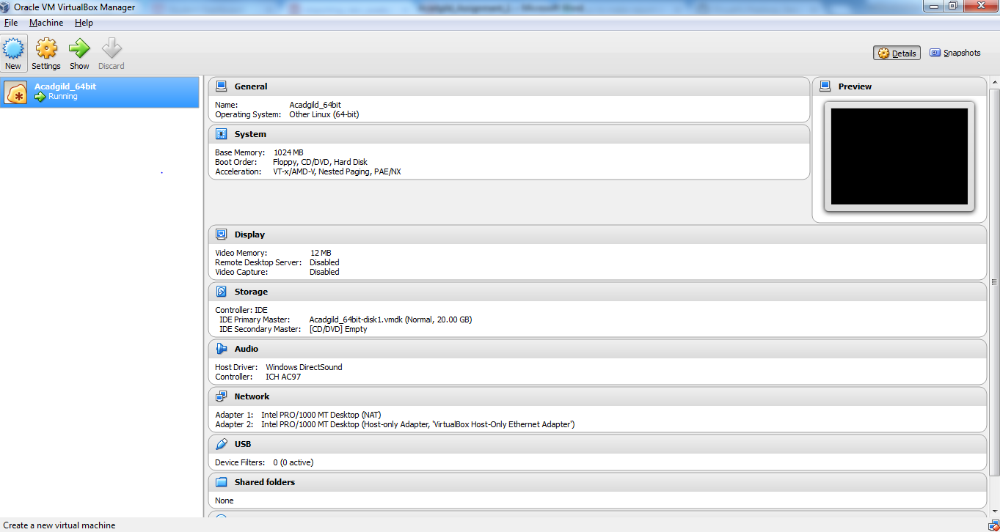 Oracle VM VirtualBox Manager
File Machine Help
New Settings Show Discard
Details Snapshots
Acadgild_64bit
Running
General
Name: Acadgild_64bit
Operating System: Other Linux (64-bit)
System
Base Memory: 1024 MB
Boot Order: Floppy, CD/DVD, Hard Disk
Acceleration: VT-x/AMD-V, Nested Paging, PAE/NX
Preview
Display
Video Memory: 12 MB
Remote Desktop Server: Disabled
Video Capture: Disabled
Storage
Controller: IDE
IDE Primary Master: Acadgild_64bit-disk1.vmdk (Normal, 20.00 GB)
IDE Secondary Master: [CD/DVD] Empty
Audio
Host Driver: Windows DirectSound
Controller: ICH AC97
Network
Adapter 1: Intel PRO/1000 MT Desktop (NAT)
Adapter 2: Intel PRO/1000 MT Desktop (Host-only Adapter, 'VirtualBox Host-Only Ethernet Adapter')
USB
Device Filters: 0 (0 active)
Shared folders
None
Create a new virtual machine